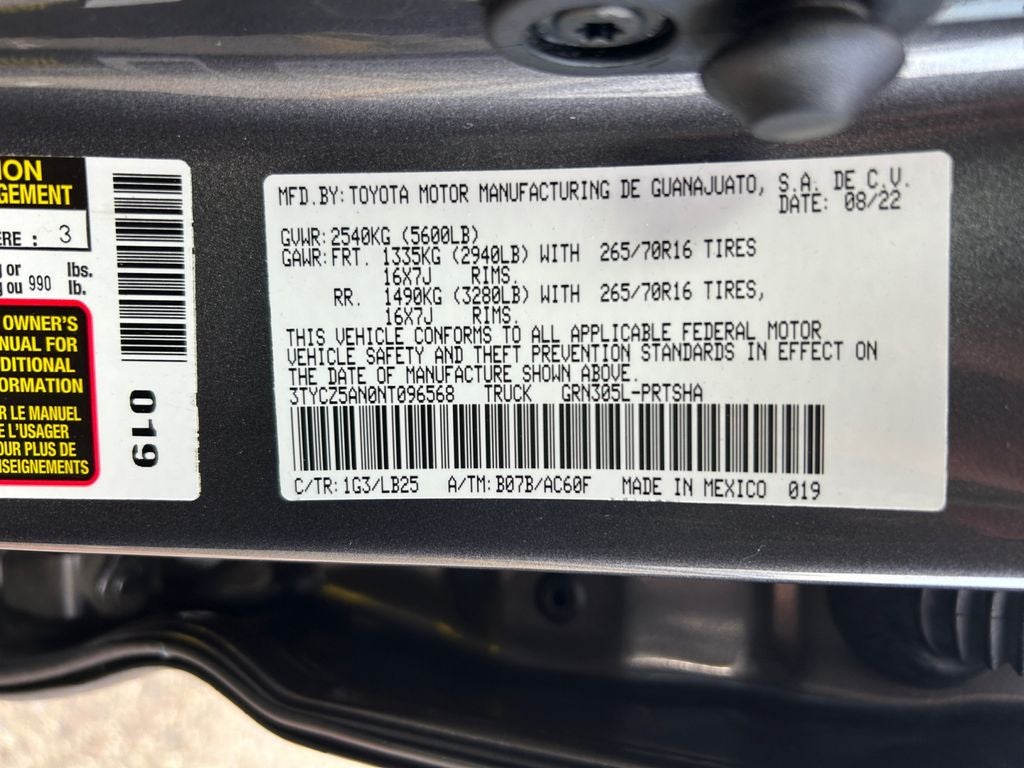 ION
GEMENT
ERE : 3
or lbs.
ou 990 lb.
OWNER'S
NUAL FOR
DITIONAL
FORMATION
R LE MANUEL
E L'USAGER
OUR PLUS DE
NSEIGNEMENTS
019
MFD.BY: TOYOTA MOTOR MANUFACTURING DE GUANAJUATO, S.A. DE C.V.
DATE: 08/22
GVWR: 2540KG (5600LB)
GAWR: FRT. 1335KG (2940LB) WITH 265/70R16 TIRES
16X7J RIMS.
RR. 1490KG (3280LB) WITH 265/70R16 TIRES,
16X7J RIMS.
THIS VEHICLE CONFORMS TO ALL APPLICABLE FEDERAL MOTOR
VEHICLE SAFETY AND THEFT PREVENTION STANDARDS IN EFFECT ON
THE DATE OF MANUFACTURE SHOWN ABOVE.
3TYCZ5AN0NT096568 TRUCK GRN305L-PRTSHA
C/TR: 1G3/LB25 A/TM: B07B/AC60F MADE IN MEXICO 019